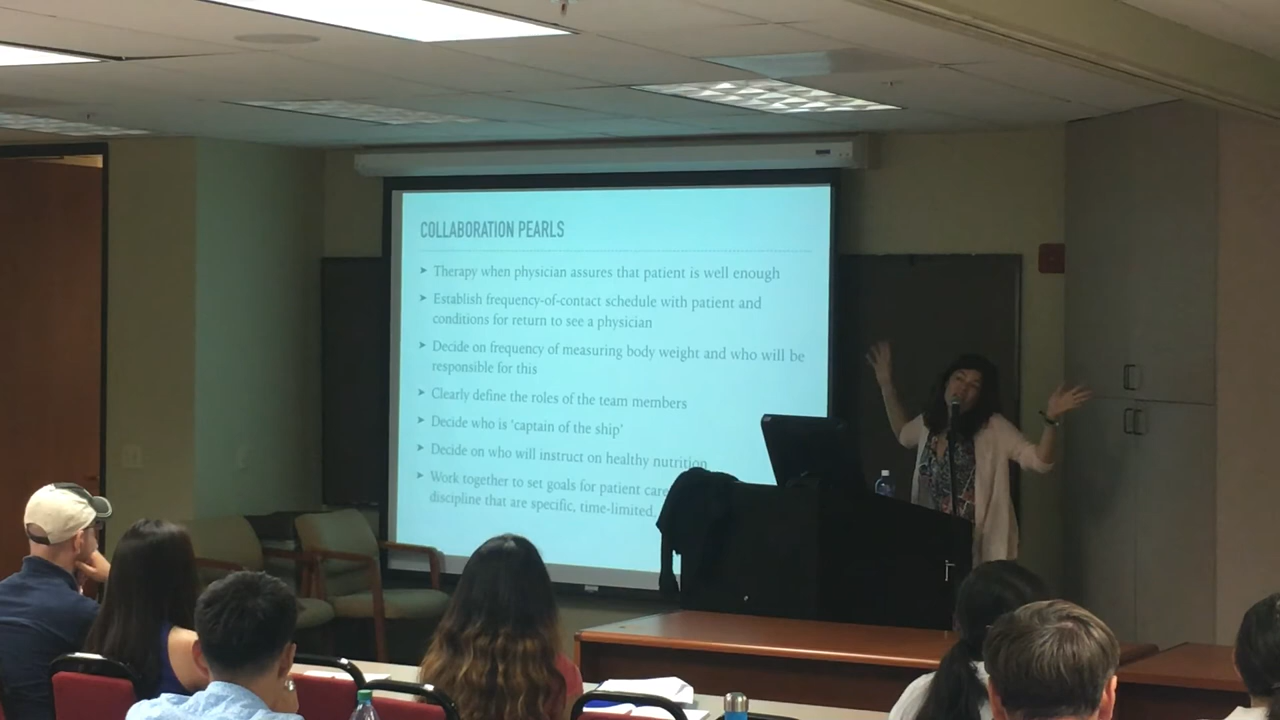 COLLABORATION PEARLS
➤ Therapy when physician assures that patient is well enough
➤ Establish frequency-of-contact schedule with patient and
conditions for return to see a physician
➤ Decide on frequency of measuring body weight and who will be
responsible for this
➤ Clearly define the roles of the team members
➤ Decide who is 'captain of the ship'
➤ Decide on who will instruct on healthy nutrition
➤ Work together to set goals for patient care
discipline that are specific, time-limited,